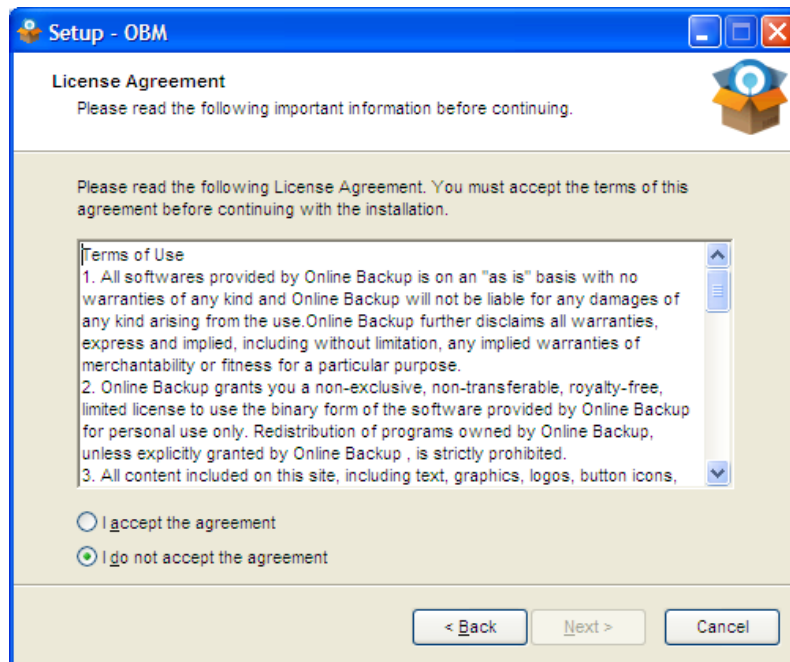 Setup - OBM
License Agreement
Please read the following important information before continuing.
Please read the following License Agreement. You must accept the terms of this
agreement before continuing with the installation.
Terms of Use
1. All softwares provided by Online Backup is on an "as is" basis with no
warranties of any kind and Online Backup will not be liable for any damages of
any kind arising from the use.Online Backup further disclaims all warranties,
express and implied, including without limitation, any implied warranties of
merchantability or fitness for a particular purpose.
2. Online Backup grants you a non-exclusive, non-transferable, royalty-free,
limited license to use the binary form of the software provided by Online Backup
for personal use only. Redistribution of programs owned by Online Backup,
unless explicitly granted by Online Backup , is strictly prohibited.
3. All content included on this site, including text, graphics, logos, button icons,
I accept the agreement
I do not accept the agreement
< Back Next > Cancel